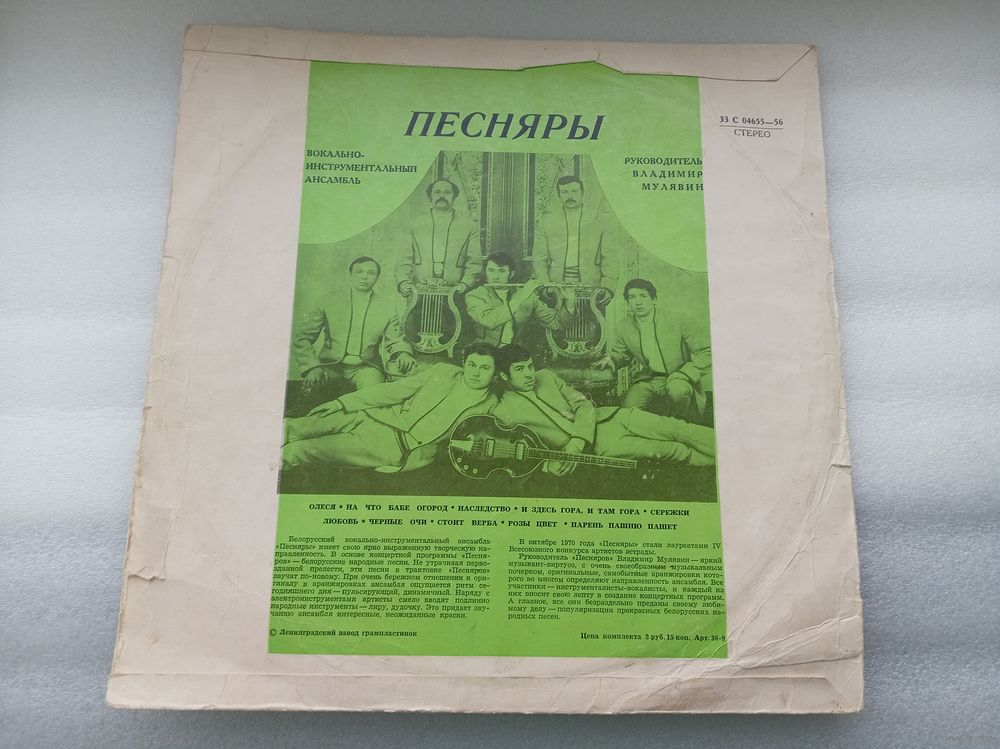 ПЕСНЯРЫ
33 С 04655—56
СТЕРЕО
ВОКАЛЬНО-
ИНСТРУМЕНТАЛЬНЫЙ
АНСАМБЛЬ
РУКОВОДИТЕЛЬ
ВЛАДИМИР
МУЛЯВИН
ОЛЕСЯ • НА ЧТО БАБЕ ОГОРОД • НАСЛЕДСТВО • И ЗДЕСЬ ГОРА, И ТАМ ГОРА • СЕРЕЖКИ
ЛЮБОВЬ • ЧЕРНЫЕ ОЧИ • СТОИТ ВЕРБА • РОЗЫ ЦВЕТ • ПАРЕНЬ ПАШНЮ ПАШЕТ
Белорусский вокально-инструментальный ансамбль
«Песняры» имеет свою ярко выраженную творческую на-
правленность. В основе концертной программы «Песня-
ров» — белорусские народные песни. Не утрачивая перво-
зданной прелести, эти песни в трактовке «Песняров»
звучат по-новому. При очень бережном отношении к ори-
гиналу в аранжировках ансамбля ощущается ритм се-
годняшнего дня — пульсирующий, динамичный. Наряду с
электроинструментами артисты смело вводят подлинно
народные инструменты — лиру, дудочку. Это придает зву-
чанию ансамбля интересные, неожиданные краски.
В октябре 1970 года «Песняры» стали лауреатами IV
Всесоюзного конкурса артистов эстрады.
Руководитель «Песняров» Владимир Мулявин — яркий
музыкант-виртуоз, с очень своеобразным музыкальным
почерком, оригинальные, самобытные аранжировки кото-
рого во многом определяют направленность ансамбля. Все
участники — инструменталисты-вокалисты, и каждый из
них вносит свою лепту в создание концертных программ.
А главное, все они безраздельно преданы своему люби-
мому делу — популяризации прекрасных белорусских на-
родных песен.
© Ленинградский завод грампластинок
Цена комплекта 2 руб. 15 коп. Арт. 36-9